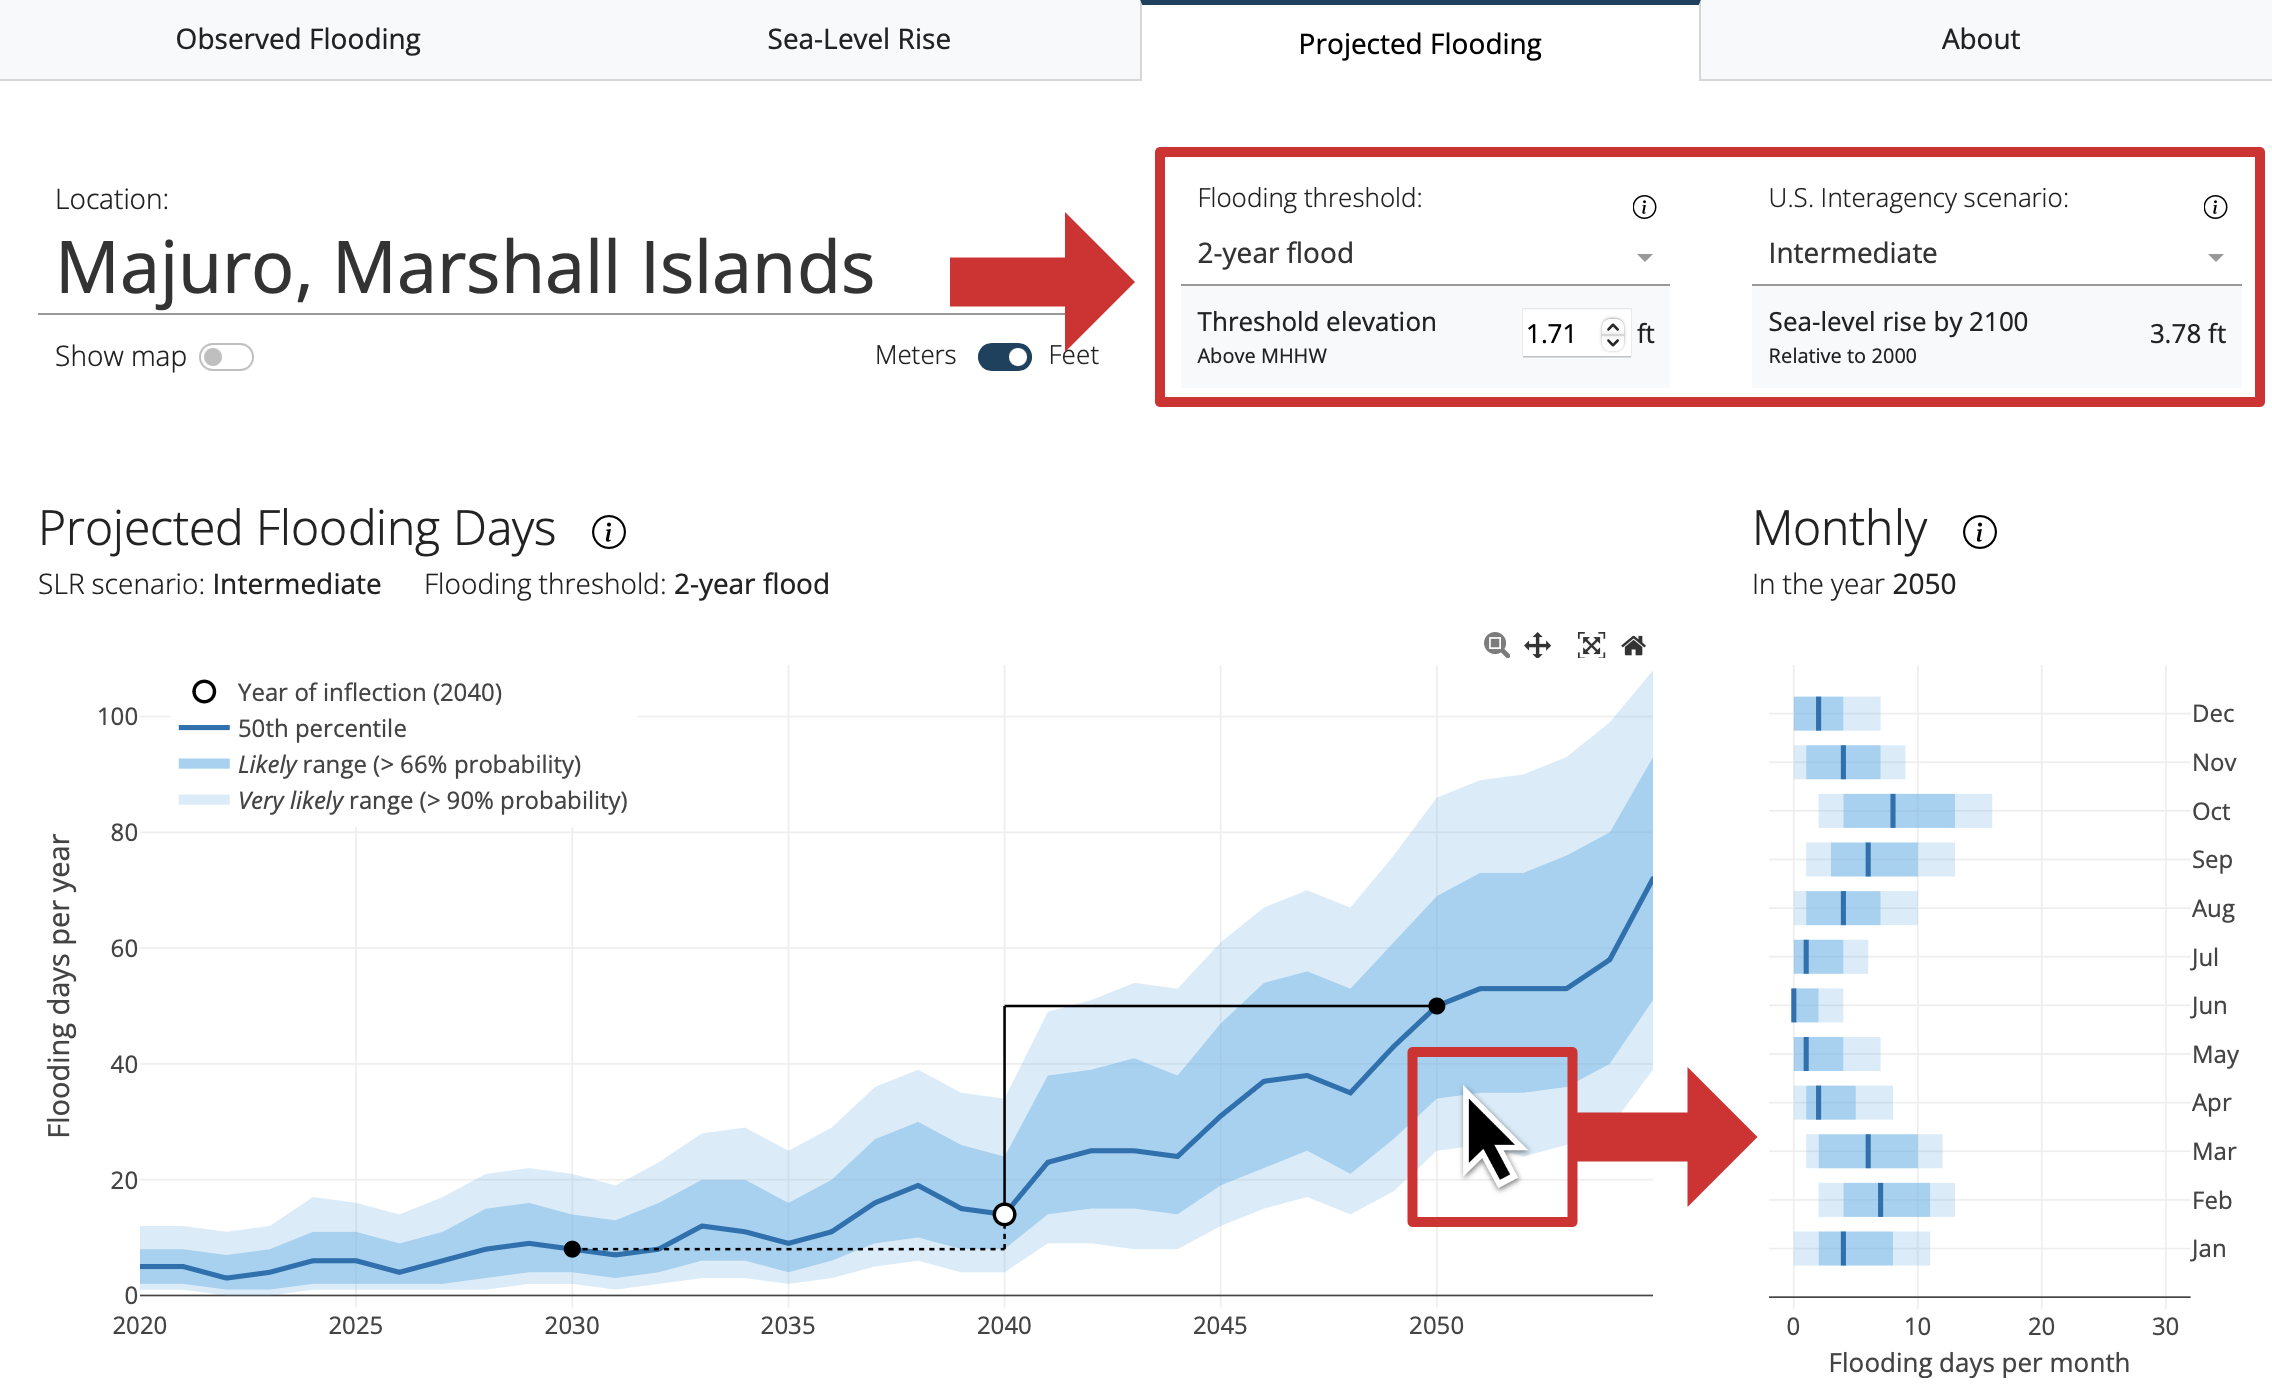 Observed Flooding
Sea-Level Rise
Projected Flooding
About
Location:
Majuro, Marshall Islands
Show map
Meters
Feet
Flooding threshold:
2-year flood
Threshold elevation
Above MHHW
1.71 ft
U.S. Interagency scenario:
Intermediate
Sea-level rise by 2100
Relative to 2000
3.78 ft
Projected Flooding Days
SLR scenario: Intermediate
Flooding threshold: 2-year flood
Year of inflection (2040)
50th percentile
Likely range (> 66% probability)
Very likely range (> 90% probability)
Flooding days per year
100
80
60
40
20
0
2020
2025
2030
2035
2040
2045
2050
Monthly
In the year 2050
Dec
Nov
Oct
Sep
Aug
Jul
Jun
May
Apr
Mar
Feb
Jan
0
10
20
30
Flooding days per month